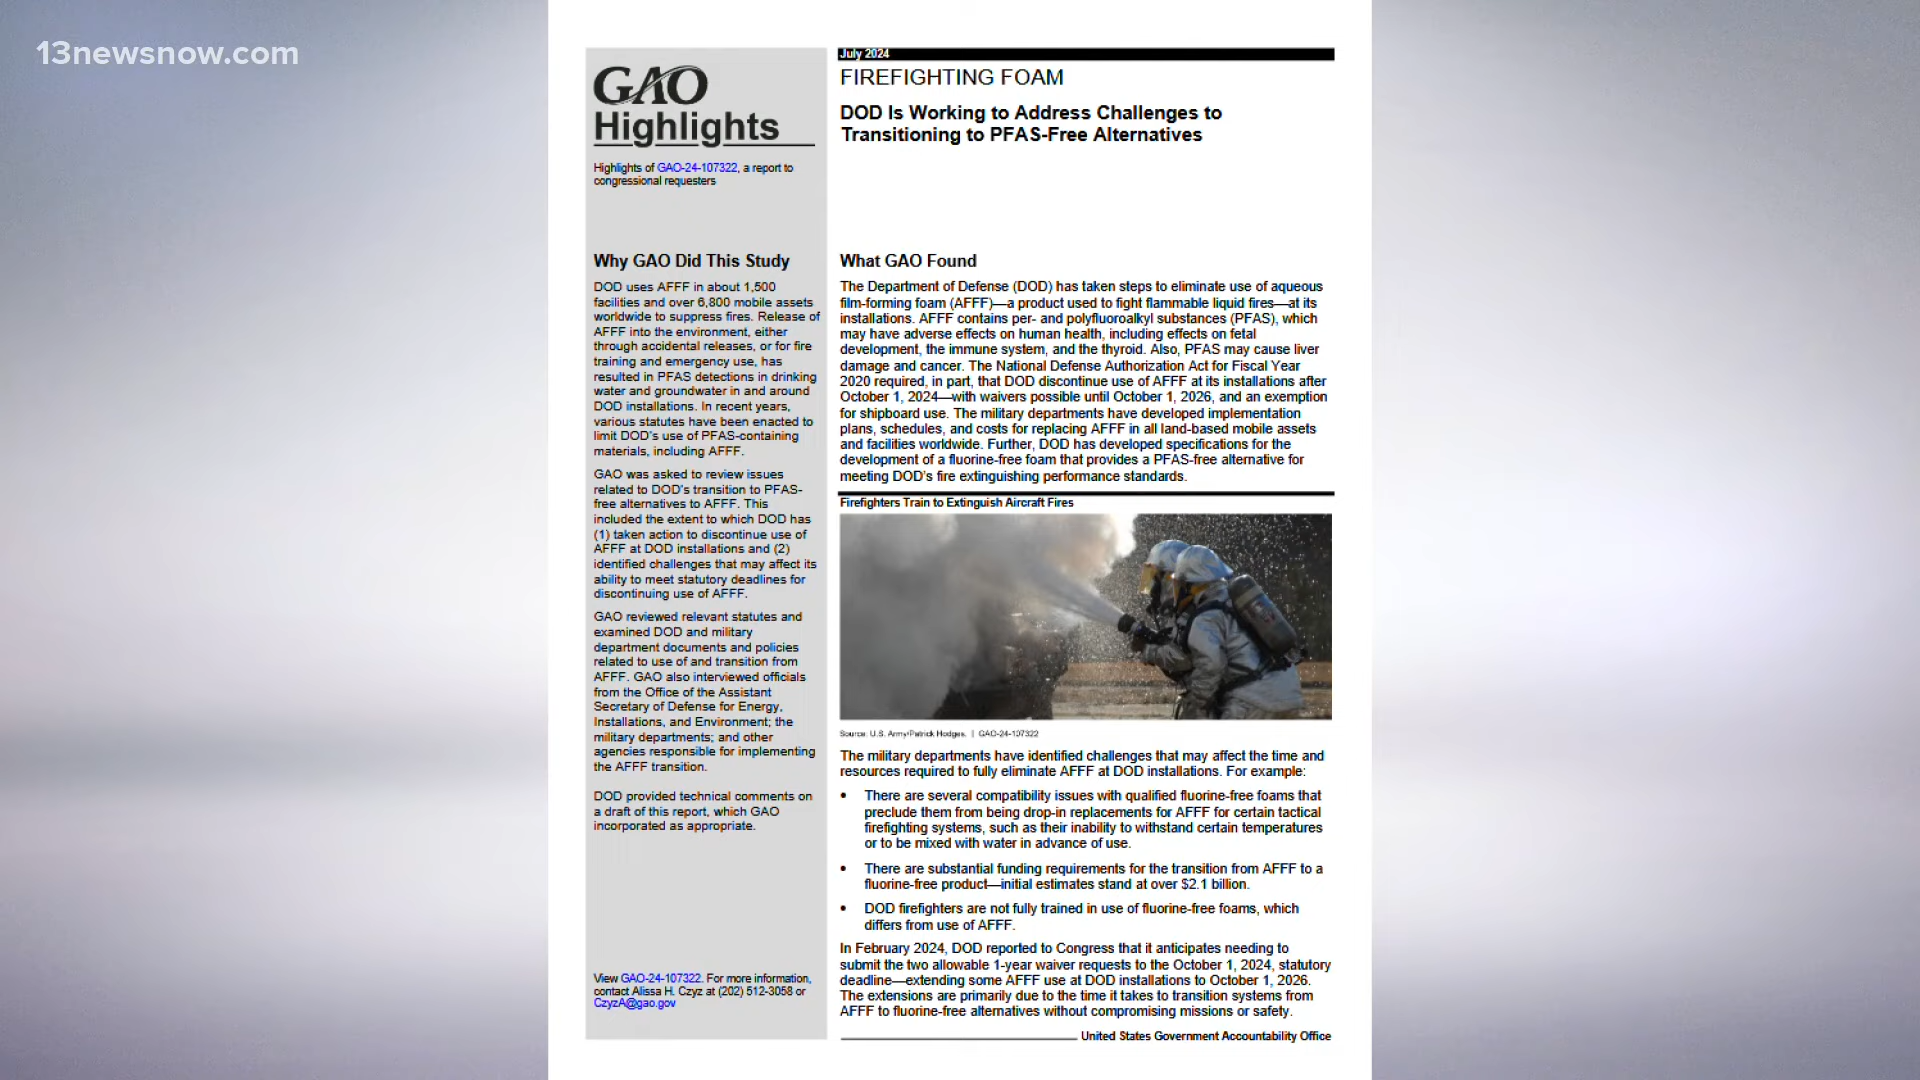 13newsnow.com
GAO
Highlights
Highlights of GAO-24-107322, a report to
congressional requesters
Why GAO Did This Study
DOD uses AFFF in about 1,500
facilities and over 6,800 mobile assets
worldwide to suppress fires. Release of
AFFF into the environment, either
through accidental releases, or for fire
training and emergency use, has
resulted in PFAS detections in drinking
water and groundwater in and around
DOD installations. In recent years,
various statutes have been enacted to
limit DOD's use of PFAS-containing
materials, including AFFF.
GAO was asked to review issues
related to DOD's transition to PFAS-
free alternatives to AFFF. This
included the extent to which DOD has
(1) taken action to discontinue use of
AFFF at DOD installations and (2)
identified challenges that may affect its
ability to meet statutory deadlines for
discontinuing use of AFFF.
GAO reviewed relevant statutes and
examined DOD and military
department documents and policies
related to use of and transition from
AFFF. GAO also interviewed officials
from the Office of the Assistant
Secretary of Defense for Energy,
Installations, and Environment; the
military departments; and other
agencies responsible for implementing
the AFFF transition.
DOD provided technical comments on
a draft of this report, which GAO
incorporated as appropriate.
View GAO-24-107322. For more information,
contact Alissa H. Czyz at (202) 512-3058 or
CzyzA@gao.gov
July 2024
FIREFIGHTING FOAM
DOD Is Working to Address Challenges to
Transitioning to PFAS-Free Alternatives
What GAO Found
The Department of Defense (DOD) has taken steps to eliminate use of aqueous
film-forming foam (AFFF)—a product used to fight flammable liquid fires—at its
installations. AFFF contains per- and polyfluoroalkyl substances (PFAS), which
may have adverse effects on human health, including effects on fetal
development, the immune system, and the thyroid. Also, PFAS may cause liver
damage and cancer. The National Defense Authorization Act for Fiscal Year
2020 required, in part, that DOD discontinue use of AFFF at its installations after
October 1, 2024—with waivers possible until October 1, 2026, and an exemption
for shipboard use. The military departments have developed implementation
plans, schedules, and costs for replacing AFFF in all land-based mobile assets
and facilities worldwide. Further, DOD has developed specifications for the
development of a fluorine-free foam that provides a PFAS-free alternative for
meeting DOD's fire extinguishing performance standards.
Firefighters Train to Extinguish Aircraft Fires
Source: U.S. Army/Patrick Hodges. | GAO-24-107322
The military departments have identified challenges that may affect the time and
resources required to fully eliminate AFFF at DOD installations. For example:
• There are several compatibility issues with qualified fluorine-free foams that
preclude them from being drop-in replacements for AFFF for certain tactical
firefighting systems, such as their inability to withstand certain temperatures
or to be mixed with water in advance of use.
• There are substantial funding requirements for the transition from AFFF to a
fluorine-free product—initial estimates stand at over $2.1 billion.
• DOD firefighters are not fully trained in use of fluorine-free foams, which
differs from use of AFFF.
In February 2024, DOD reported to Congress that it anticipates needing to
submit the two allowable 1-year waiver requests to the October 1, 2024, statutory
deadline—extending some AFFF use at DOD installations to October 1, 2026.
The extensions are primarily due to the time it takes to transition systems from
AFFF to fluorine-free alternatives without compromising missions or safety.
United States Government Accountability Office